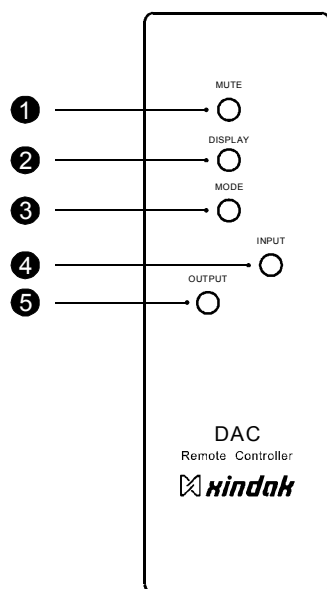 1 MUTE
2 DISPLAY
3 MODE
4 INPUT
5 OUTPUT
DAC
Remote Controller
xindak